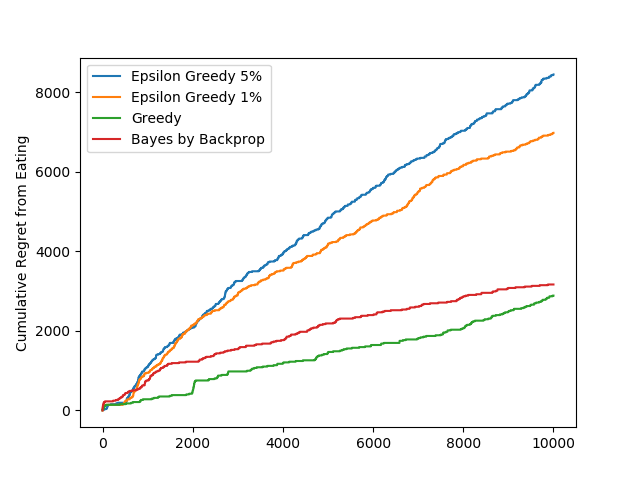 Epsilon Greedy 5%
Epsilon Greedy 1%
Greedy
Bayes by Backprop
Cumulative Regret from Eating
8000
6000
4000
2000
0
0 2000 4000 6000 8000 10000